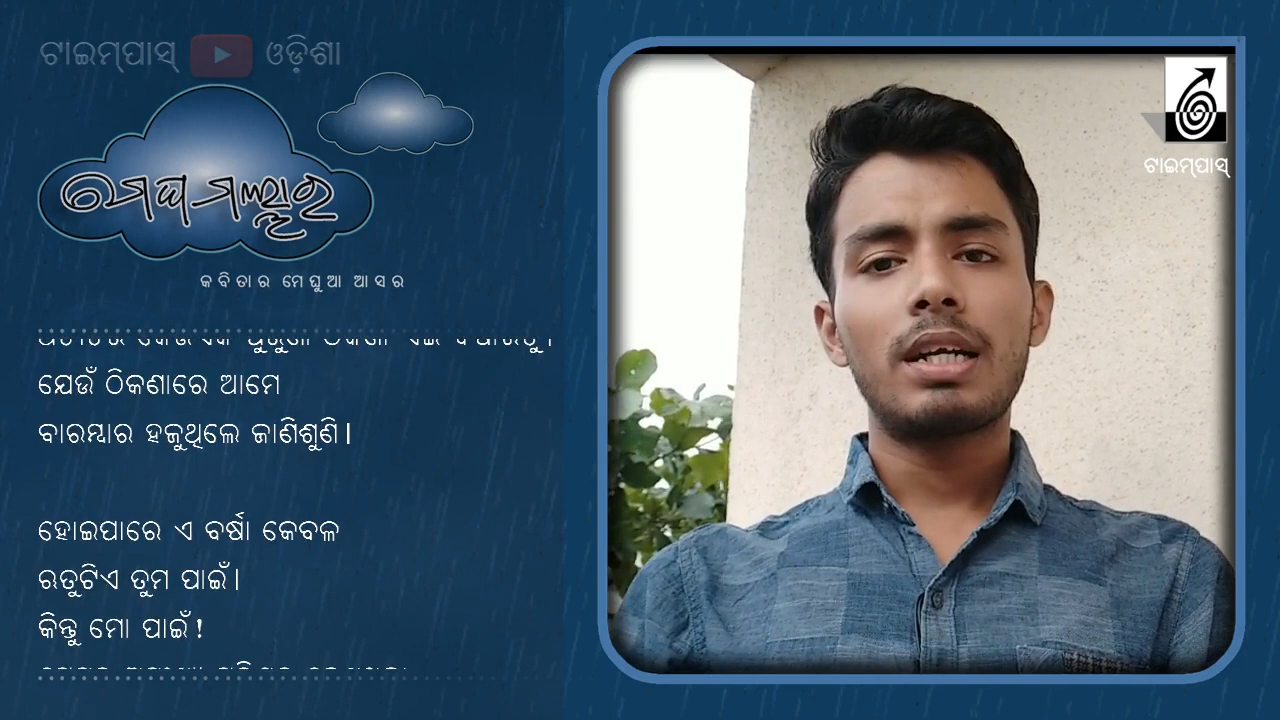 ଟାଇମ୍‌ପାସ୍ ଓଡ଼ିଶା
ମେଘମଲ୍ଲାର
କବିତାର ମେଘୁଆ ଆସର
ଯେଉଁ ଠିକଣାରେ ଆମେ
ବାରମ୍ବାର ହଜୁଥିଲେ ଜାଣିଶୁଣି।
ହୋଇପାରେ ଏ ବର୍ଷା କେବଳ
ଋତୁଟିଏ ତୁମ ପାଇଁ।
କିନ୍ତୁ ମୋ ପାଇଁ!
ଟାଇମ୍‌ପାସ୍